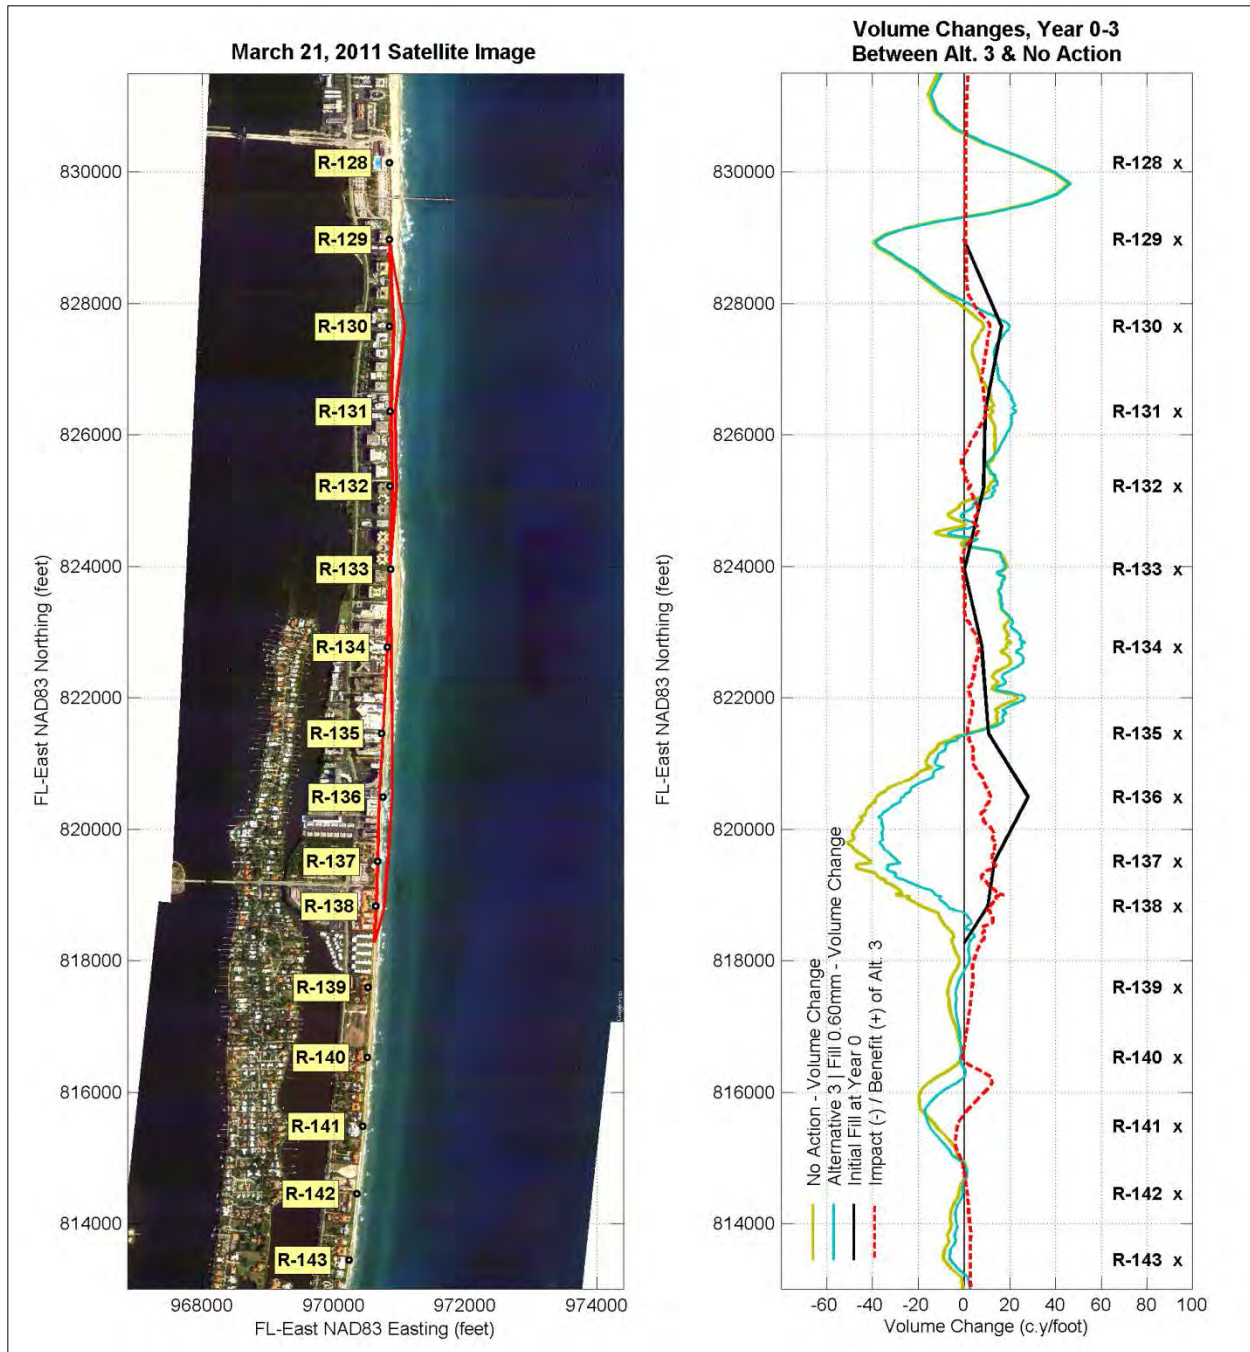 March 21, 2011 Satellite Image
FL-East NAD83 Northing (feet)
830000
828000
826000
824000
822000
820000
818000
816000
814000
R-128
R-129
R-130
R-131
R-132
R-133
R-134
R-135
R-136
R-137
R-138
R-139
R-140
R-141
R-142
R-143
968000 970000 972000 974000
FL-East NAD83 Easting (feet)
Volume Changes, Year 0-3
Between Alt. 3 & No Action
FL-East NAD83 Northing (feet)
830000
828000
826000
824000
822000
820000
818000
816000
814000
R-128 x
R-129 x
R-130 x
R-131 x
R-132 x
R-133 x
R-134 x
R-135 x
R-136 x
R-137 x
R-138 x
R-139 x
R-140 x
R-141 x
R-142 x
R-143 x
No Action - Volume Change
Alternative 3 | Fill 0.60mm - Volume Change
Initial Fill at Year 0
Impact (-) / Benefit (+) of Alt. 3
-60 -40 -20 0 20 40 60 80 100
Volume Change (c.y/foot)